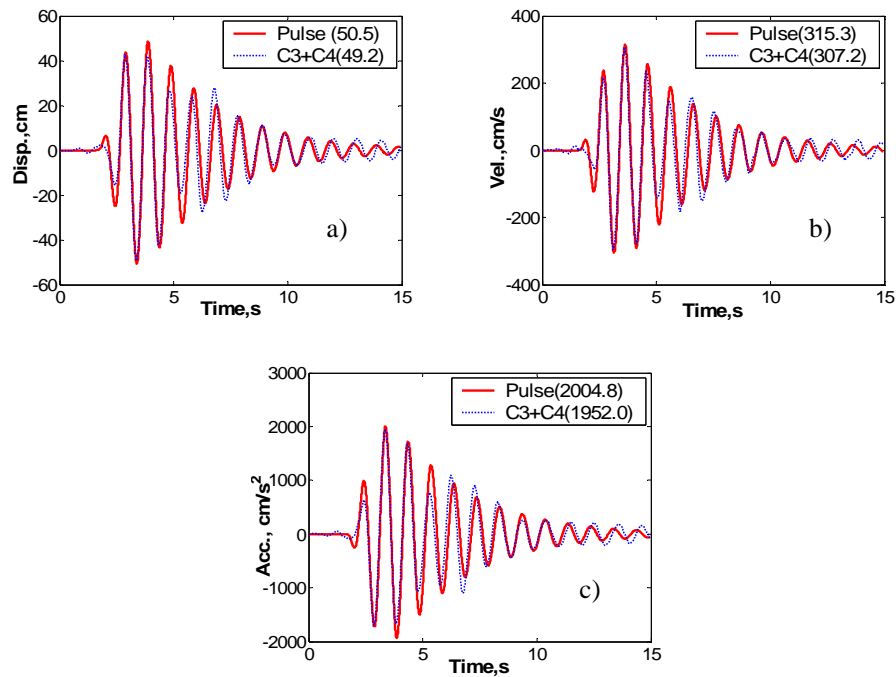 60
40
20
0
-20
-40
-60
0
5
10
15
Disp.,cm
Time,s
Pulse (50.5)
C3+C4(49.2)
a)
400
200
0
-200
-400
0
5
10
15
Vel.,cm/s
Time,s
Pulse(315.3)
C3+C4(307.2)
b)
3000
2000
1000
0
-1000
-2000
0
5
10
15
Acc., cm/s²
Time,s
Pulse(2004.8)
C3+C4(1952.0)
c)